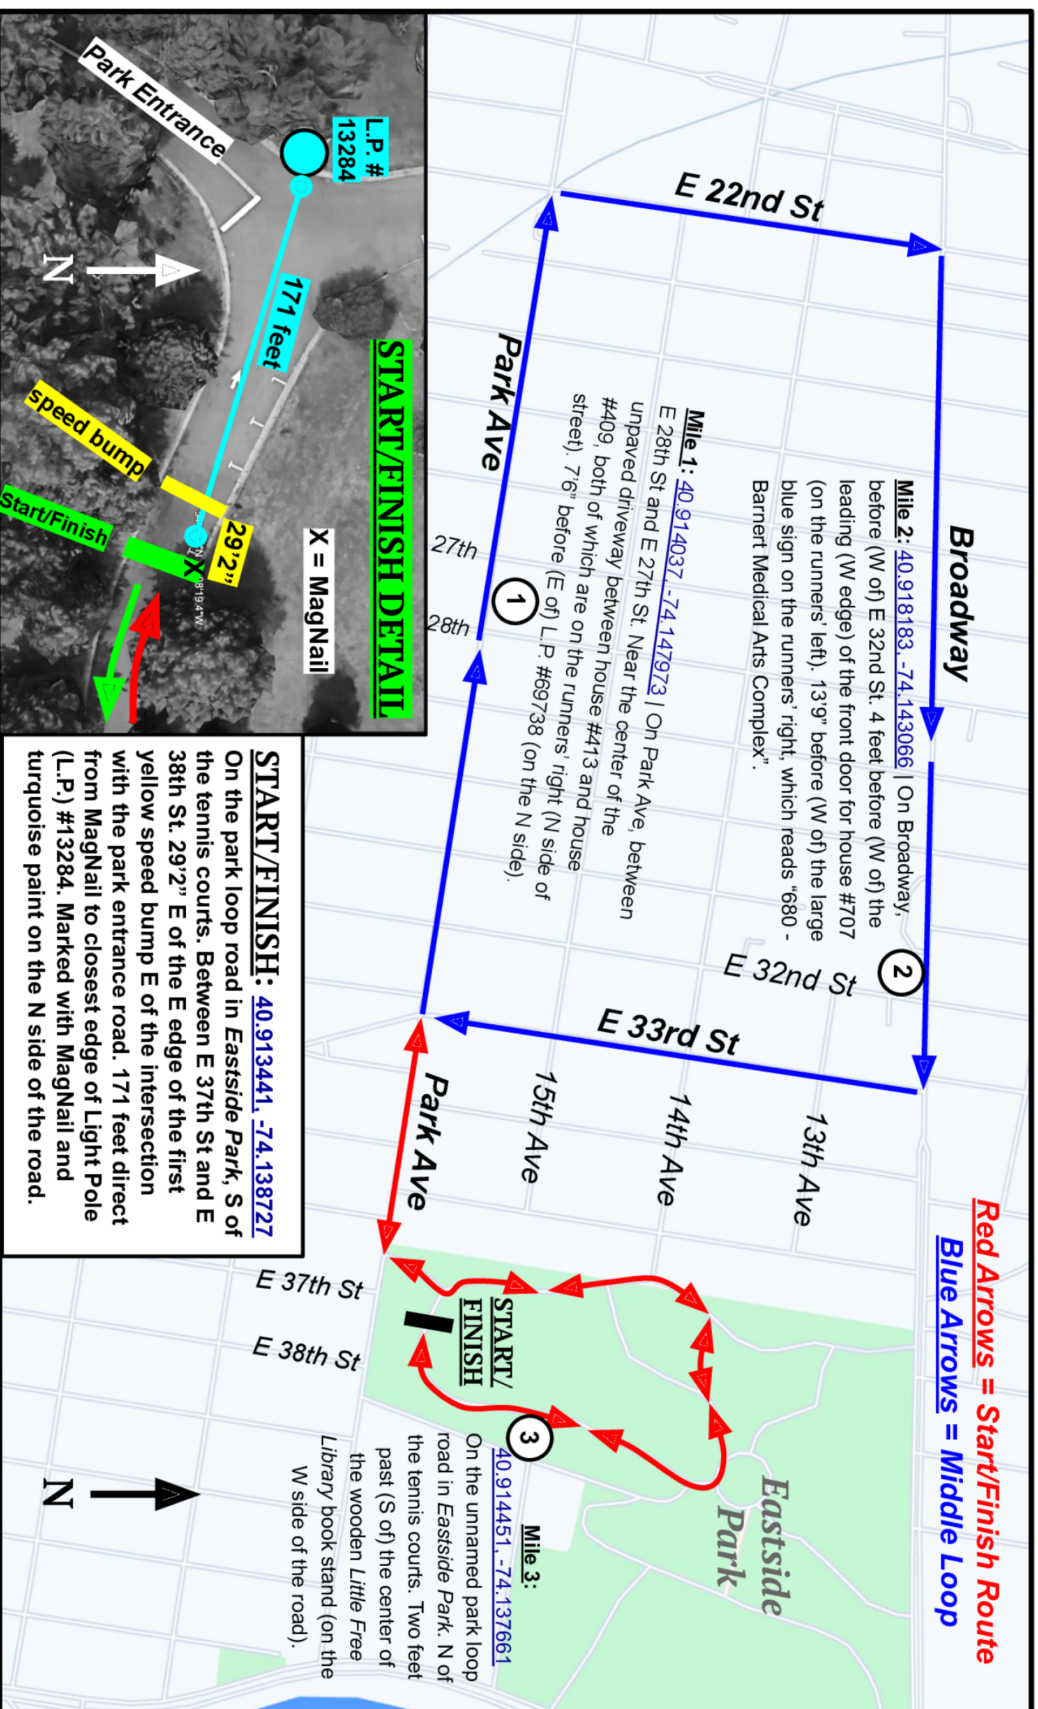 Red Arrows = Start/Finish Route
Blue Arrows = Middle Loop
Broadway
E 22nd St
Mile 2: 40.918183, -74.143066 | On Broadway,
before (W of) E 32nd St. 4 feet before (W of) the
leading (W edge) of the front door for house #707
(on the runners' left), 13'9" before (W of) the large
blue sign on the runners' right, which reads "680 -
Barnert Medical Arts Complex".
2
E 32nd St
E 33rd St
13th Ave
14th Ave
15th Ave
Eastside
Park
Mile 1: 40.914037, -74.147973 | On Park Ave, between
E 28th St and E 27th St. Near the center of the
unpaved driveway between house #413 and house
#409, both of which are on the runners' right (N side of
street). 7'6" before (E of) L.P. #69738 (on the N side).
Park Ave
1
27th
28th
Park Ave
START/
FINISH
3
Mile 3:
40.914451, -74.137661
On the unnamed park loop
road in Eastside Park. N of
the tennis courts. Two feet
past (S of) the center of
the wooden Little Free
Library book stand (on the
W side of the road).
E 37th St
E 38th St
N
START/FINISH DETAIL
L.P. #
13284
Park Entrance
171 feet
X = MagNail
N
speed bump
29'2"
X
8'19.4"W
Start/Finish
START/FINISH: 40.913441, -74.138727
On the park loop road in Eastside Park, S of
the tennis courts. Between E 37th St and E
38th St. 29'2" E of the E edge of the first
yellow speed bump E of the intersection
with the park entrance road. 171 feet direct
from MagNail to closest edge of Light Pole
(L.P.) #13284. Marked with MagNail and
turquoise paint on the N side of the road.